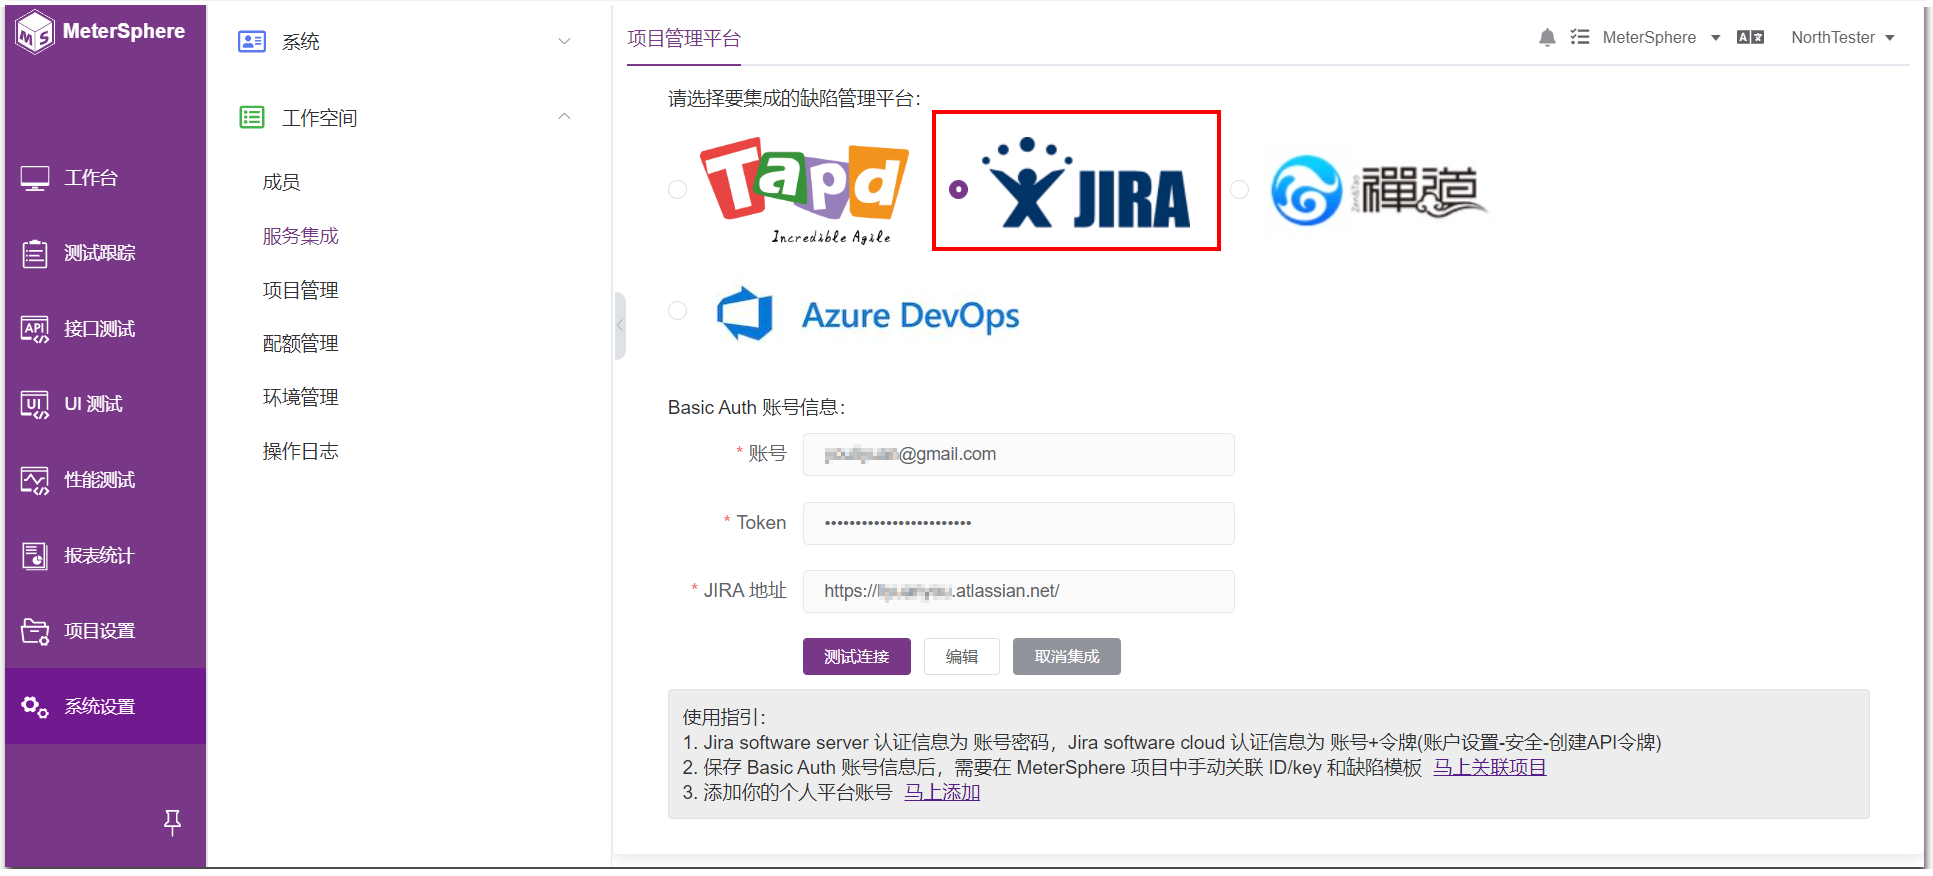 MeterSphere
工作台
测试跟踪
接口测试
UI 测试
性能测试
报表统计
项目设置
系统设置
系统
工作空间
成员
服务集成
项目管理
配额管理
环境管理
操作日志
项目管理平台
MeterSphere
NorthTester
请选择要集成的缺陷管理平台：
Tapd
Incredible Agile
JIRA
Zen&Tao
禪道
Azure DevOps
Basic Auth 账号信息：
* 账号
@gmail.com
* Token
* JIRA 地址
https:// .atlassian.net/
测试连接
编辑
取消集成
使用指引：
1. Jira software server 认证信息为 账号密码，Jira software cloud 认证信息为 账号+令牌(账户设置-安全-创建API令牌)
2. 保存 Basic Auth 账号信息后，需要在 MeterSphere 项目中手动关联 ID/key 和缺陷模板 马上关联项目
3. 添加你的个人平台账号 马上添加